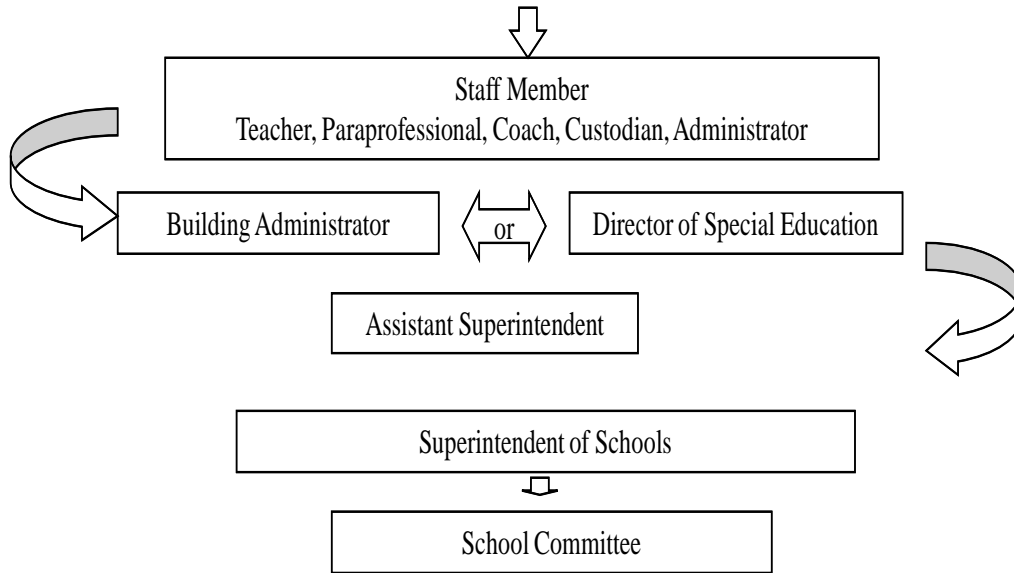 Staff Member
Teacher, Paraprofessional, Coach, Custodian, Administrator
Building Administrator
or
Director of Special Education
Assistant Superintendent
Superintendent of Schools
School Committee